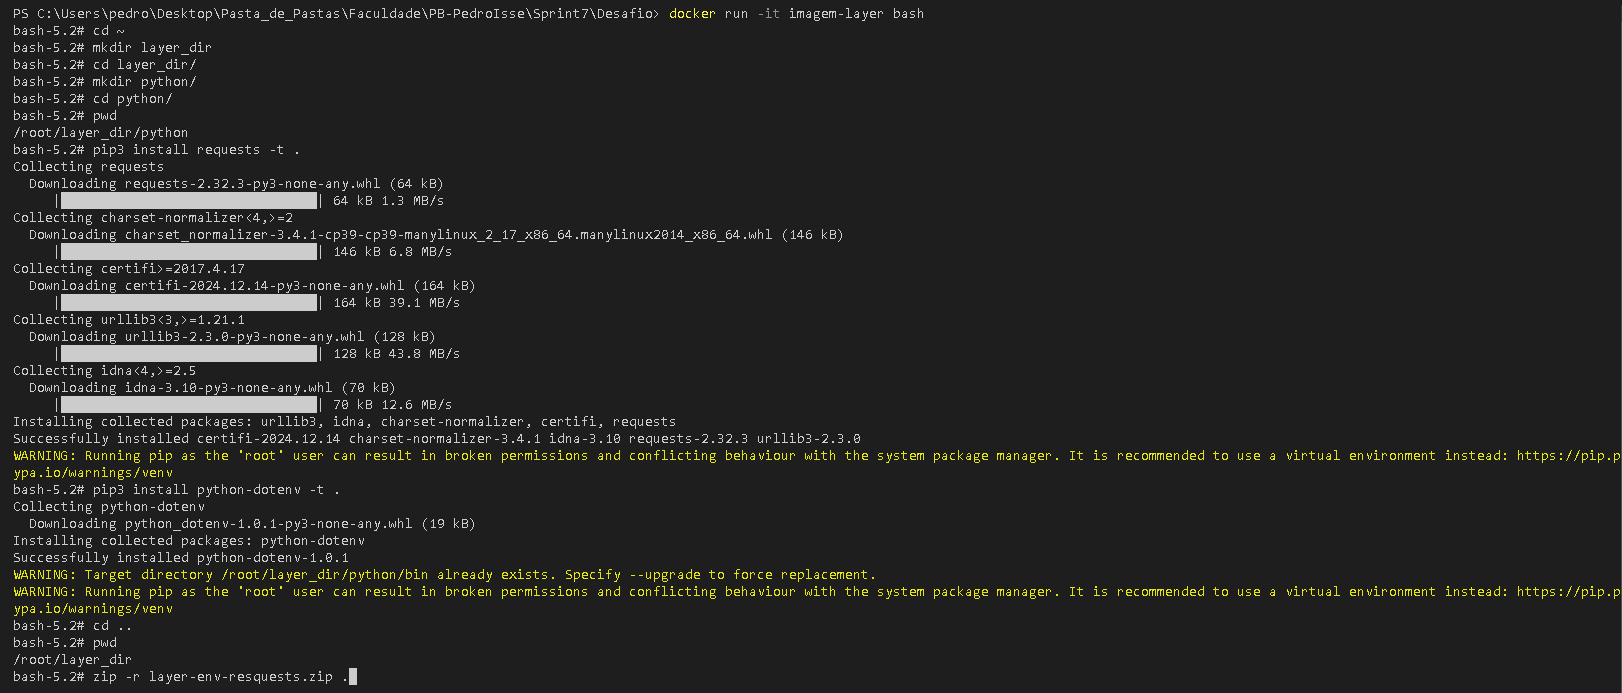 PS C:\Users\pedro\Desktop\Pasta_de_Pastas\Faculdade\PB-PedroIsse\Sprint7\Desafio> docker run -it imagem-layer bash
bash-5.2# cd ~
bash-5.2# mkdir layer_dir
bash-5.2# cd layer_dir/
bash-5.2# mkdir python/
bash-5.2# cd python/
bash-5.2# pwd
/root/layer_dir/python
bash-5.2# pip3 install requests -t .
Collecting requests
  Downloading requests-2.32.3-py3-none-any.whl (64 kB)
     |████████████████████████████████| 64 kB 1.3 MB/s
Collecting charset-normalizer<4,>=2
  Downloading charset_normalizer-3.4.1-cp39-cp39-manylinux_2_17_x86_64.manylinux2014_x86_64.whl (146 kB)
     |████████████████████████████████| 146 kB 6.8 MB/s
Collecting certifi>=2017.4.17
  Downloading certifi-2024.12.14-py3-none-any.whl (164 kB)
     |████████████████████████████████| 164 kB 39.1 MB/s
Collecting urllib3<3,>=1.21.1
  Downloading urllib3-2.3.0-py3-none-any.whl (128 kB)
     |████████████████████████████████| 128 kB 43.8 MB/s
Collecting idna<4,>=2.5
  Downloading idna-3.10-py3-none-any.whl (70 kB)
     |████████████████████████████████| 70 kB 12.6 MB/s
Installing collected packages: urllib3, idna, charset-normalizer, certifi, requests
Successfully installed certifi-2024.12.14 charset-normalizer-3.4.1 idna-3.10 requests-2.32.3 urllib3-2.3.0
WARNING: Running pip as the 'root' user can result in broken permissions and conflicting behaviour with the system package manager. It is recommended to use a virtual environment instead: https://pip.p
ypa.io/warnings/venv
bash-5.2# pip3 install python-dotenv -t .
Collecting python-dotenv
  Downloading python_dotenv-1.0.1-py3-none-any.whl (19 kB)
Installing collected packages: python-dotenv
Successfully installed python-dotenv-1.0.1
WARNING: Target directory /root/layer_dir/python/bin already exists. Specify --upgrade to force replacement.
WARNING: Running pip as the 'root' user can result in broken permissions and conflicting behaviour with the system package manager. It is recommended to use a virtual environment instead: https://pip.p
ypa.io/warnings/venv
bash-5.2# cd ..
bash-5.2# pwd
/root/layer_dir
bash-5.2# zip -r layer-env-resquests.zip .